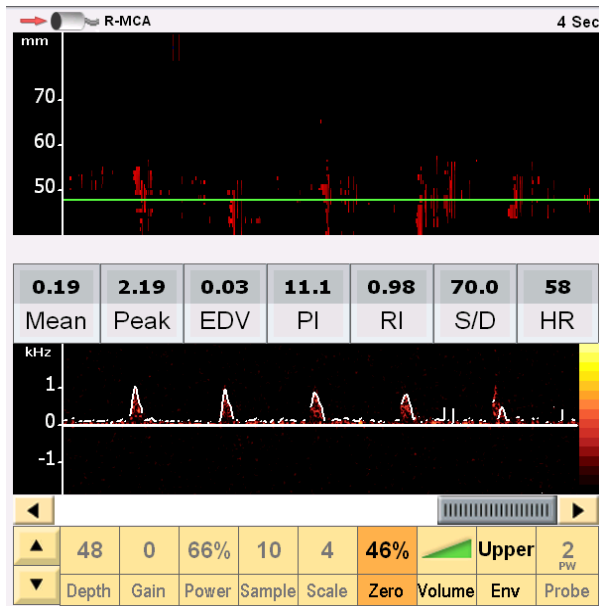 R-MCA 4 Sec
mm
70
60
50
0.19 2.19 0.03 11.1 0.98 70.0 58
Mean Peak EDV PI RI S/D HR
kHz
1
0
-1
48 0 66% 10 4 46% Upper 2
PW
Depth Gain Power Sample Scale Zero Volume Env Probe